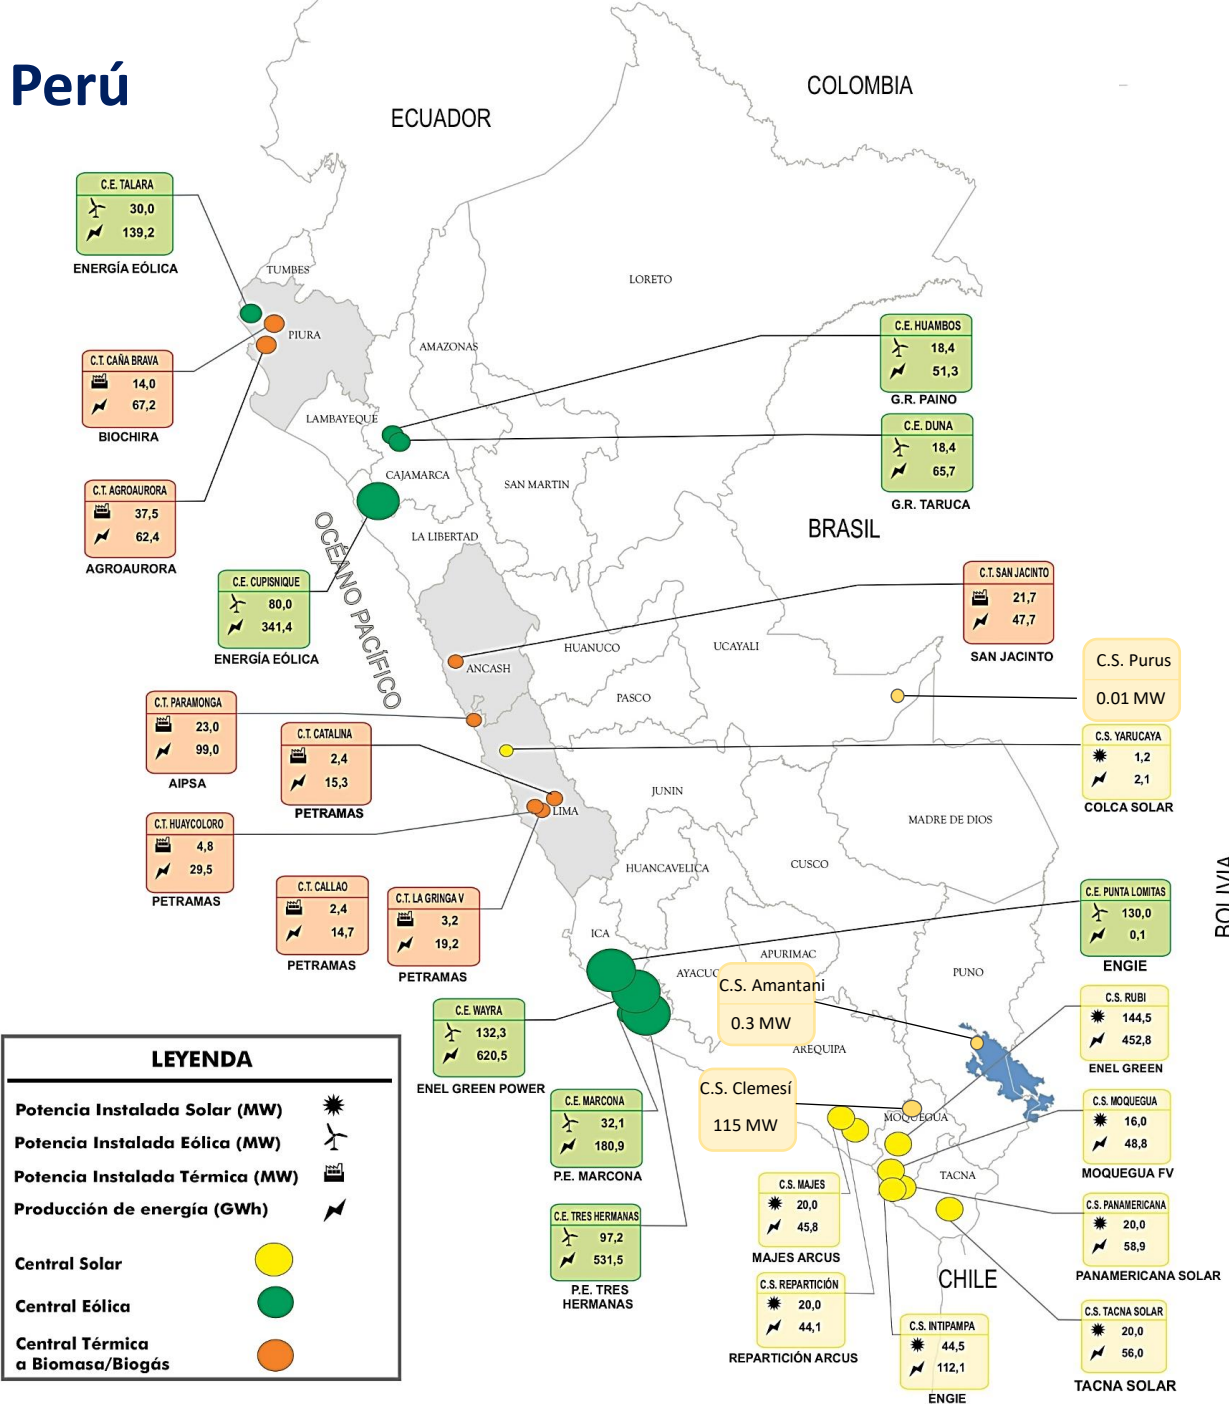 Perú
ECUADOR
COLOMBIA
C.E. TALARA
30,0
139,2
ENERGÍA EÓLICA
TUMBES
LORETO
PIURA
C.T. CAÑA BRAVA
14,0
67,2
BIOCHIRA
AMAZONAS
C.E. HUAMBOS
18,4
51,3
G.R. PAINO
LAMBAYEQUE
C.E. DUNA
18,4
65,7
G.R. TARUCA
C.T. AGROAURORA
37,5
62,4
AGROAURORA
CAJAMARCA
SAN MARTIN
OCÉANO PACÍFICO
LA LIBERTAD
BRASIL
C.E. CUPISNIQUE
80,0
341,4
ENERGÍA EÓLICA
C.T. SAN JACINTO
21,7
47,7
SAN JACINTO
HUANUCO
UCAYALI
ANCASH
C.S. Purus
0.01 MW
PASCO
C.T. PARAMONGA
23,0
99,0
AIPSA
C.T. CATALINA
2,4
15,3
PETRAMAS
C.S. YARUCAYA
1,2
2,1
COLCA SOLAR
JUNIN
LIMA
MADRE DE DIOS
C.T. HUAYCOLORO
4,8
29,5
PETRAMAS
HUANCAVELICA
CUSCO
BOLIVIA
C.T. CALLAO
2,4
14,7
PETRAMAS
C.T. LA GRINGA V
3,2
19,2
PETRAMAS
C.E. PUNTA LOMITAS
130,0
0,1
ENGIE
ICA
APURIMAC
AYACUC
PUNO
C.S. Amantani
0.3 MW
C.S. RUBI
144,5
452,8
ENEL GREEN
C.E. WAYRA
132,3
620,5
ENEL GREEN POWER
AREQUIPA
C.S. Clemesí
115 MW
MOQUEGUA
C.E. MARCONA
32,1
180,9
P.E. MARCONA
C.S. MOQUEGUA
16,0
48,8
MOQUEGUA FV
TACNA
C.S. MAJES
20,0
45,8
MAJES ARCUS
C.E. TRES HERMANAS
97,2
531,5
P.E. TRES
HERMANAS
C.S. PANAMERICANA
20,0
58,9
PANAMERICANA SOLAR
C.S. REPARTICIÓN
20,0
44,1
REPARTICIÓN ARCUS
CHILE
C.S. INTIPAMPA
44,5
112,1
ENGIE
C.S. TACNA SOLAR
20,0
56,0
TACNA SOLAR
LEYENDA
Potencia Instalada Solar (MW)
Potencia Instalada Eólica (MW)
Potencia Instalada Térmica (MW)
Producción de energía (GWh)
Central Solar
Central Eólica
Central Térmica
a Biomasa/Biogás